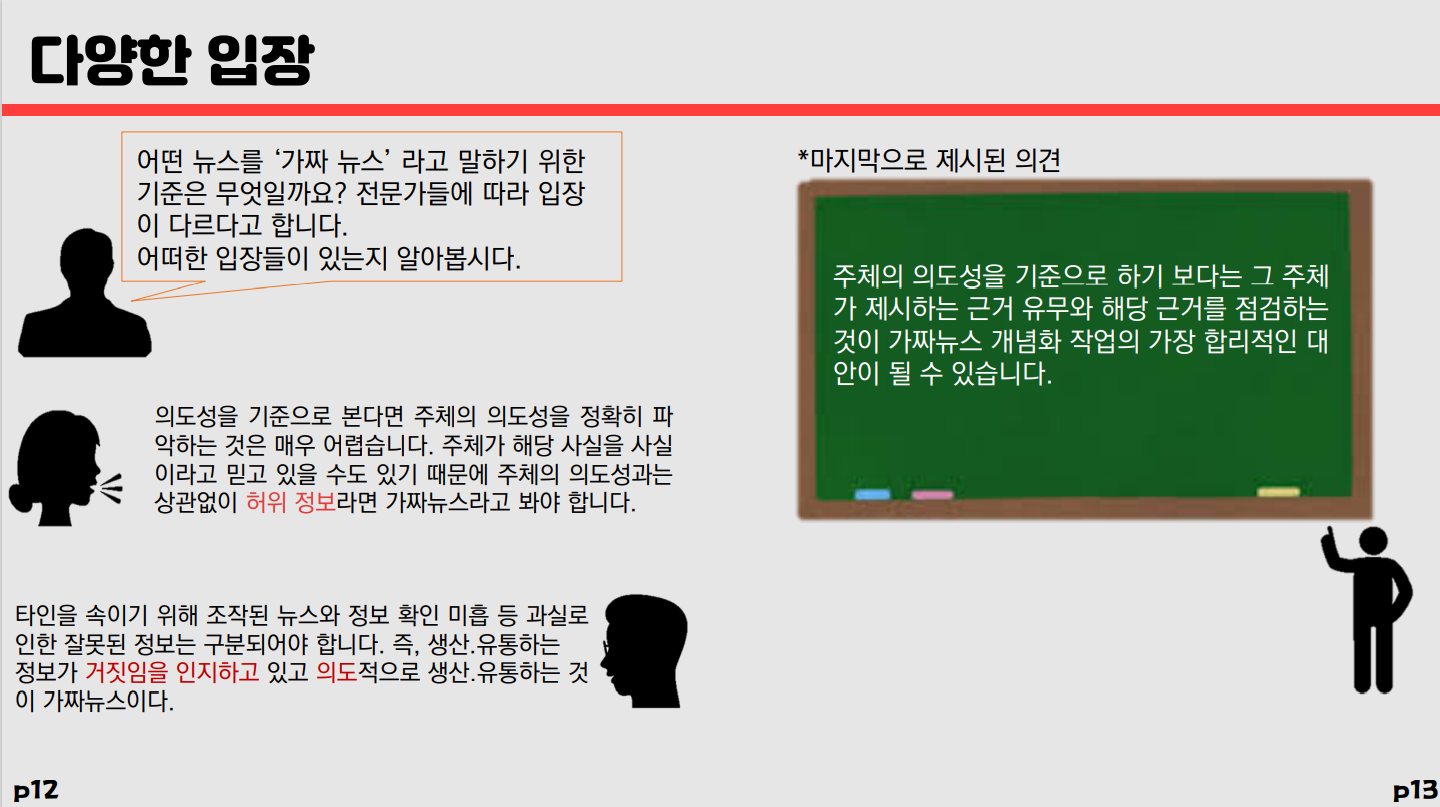 다양한 입장
어떤 뉴스를 ‘가짜 뉴스’ 라고 말하기 위한
기준은 무엇일까요? 전문가들에 따라 입장
이 다르다고 합니다.
어떠한 입장들이 있는지 알아봅시다.
의도성을 기준으로 본다면 주체의 의도성을 정확히 파
악하는 것은 매우 어렵습니다. 주체가 해당 사실을 사실
이라고 믿고 있을 수도 있기 때문에 주체의 의도성과는
상관없이 허위 정보라면 가짜뉴스라고 봐야 합니다.
타인을 속이기 위해 조작된 뉴스와 정보 확인 미흡 등 과실로
인한 잘못된 정보는 구분되어야 합니다. 즉, 생산.유통하는
정보가 거짓임을 인지하고 있고 의도적으로 생산.유통하는 것
이 가짜뉴스이다.
p12
*마지막으로 제시된 의견
주체의 의도성을 기준으로 하기 보다는 그 주체
가 제시하는 근거 유무와 해당 근거를 점검하는
것이 가짜뉴스 개념화 작업의 가장 합리적인 대
안이 될 수 있습니다.
p13